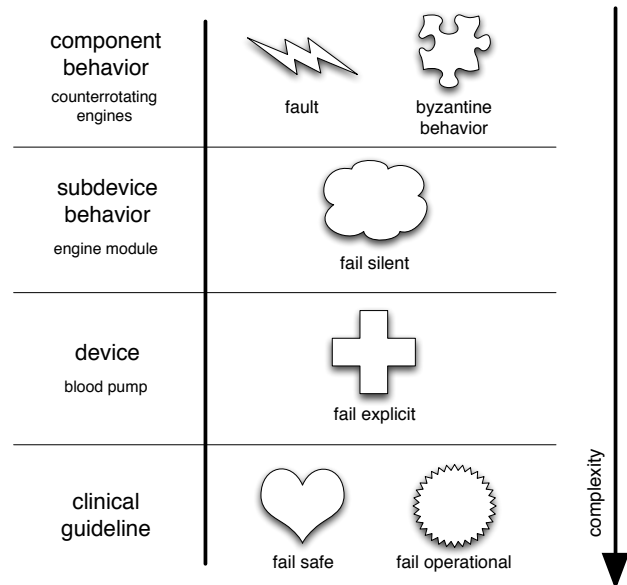 component
behavior
counterrotating
engines
fault
byzantine
behavior
subdevice
behavior
engine module
fail silent
device
blood pump
fail explicit
clinical
guideline
fail safe
fail operational
complexity